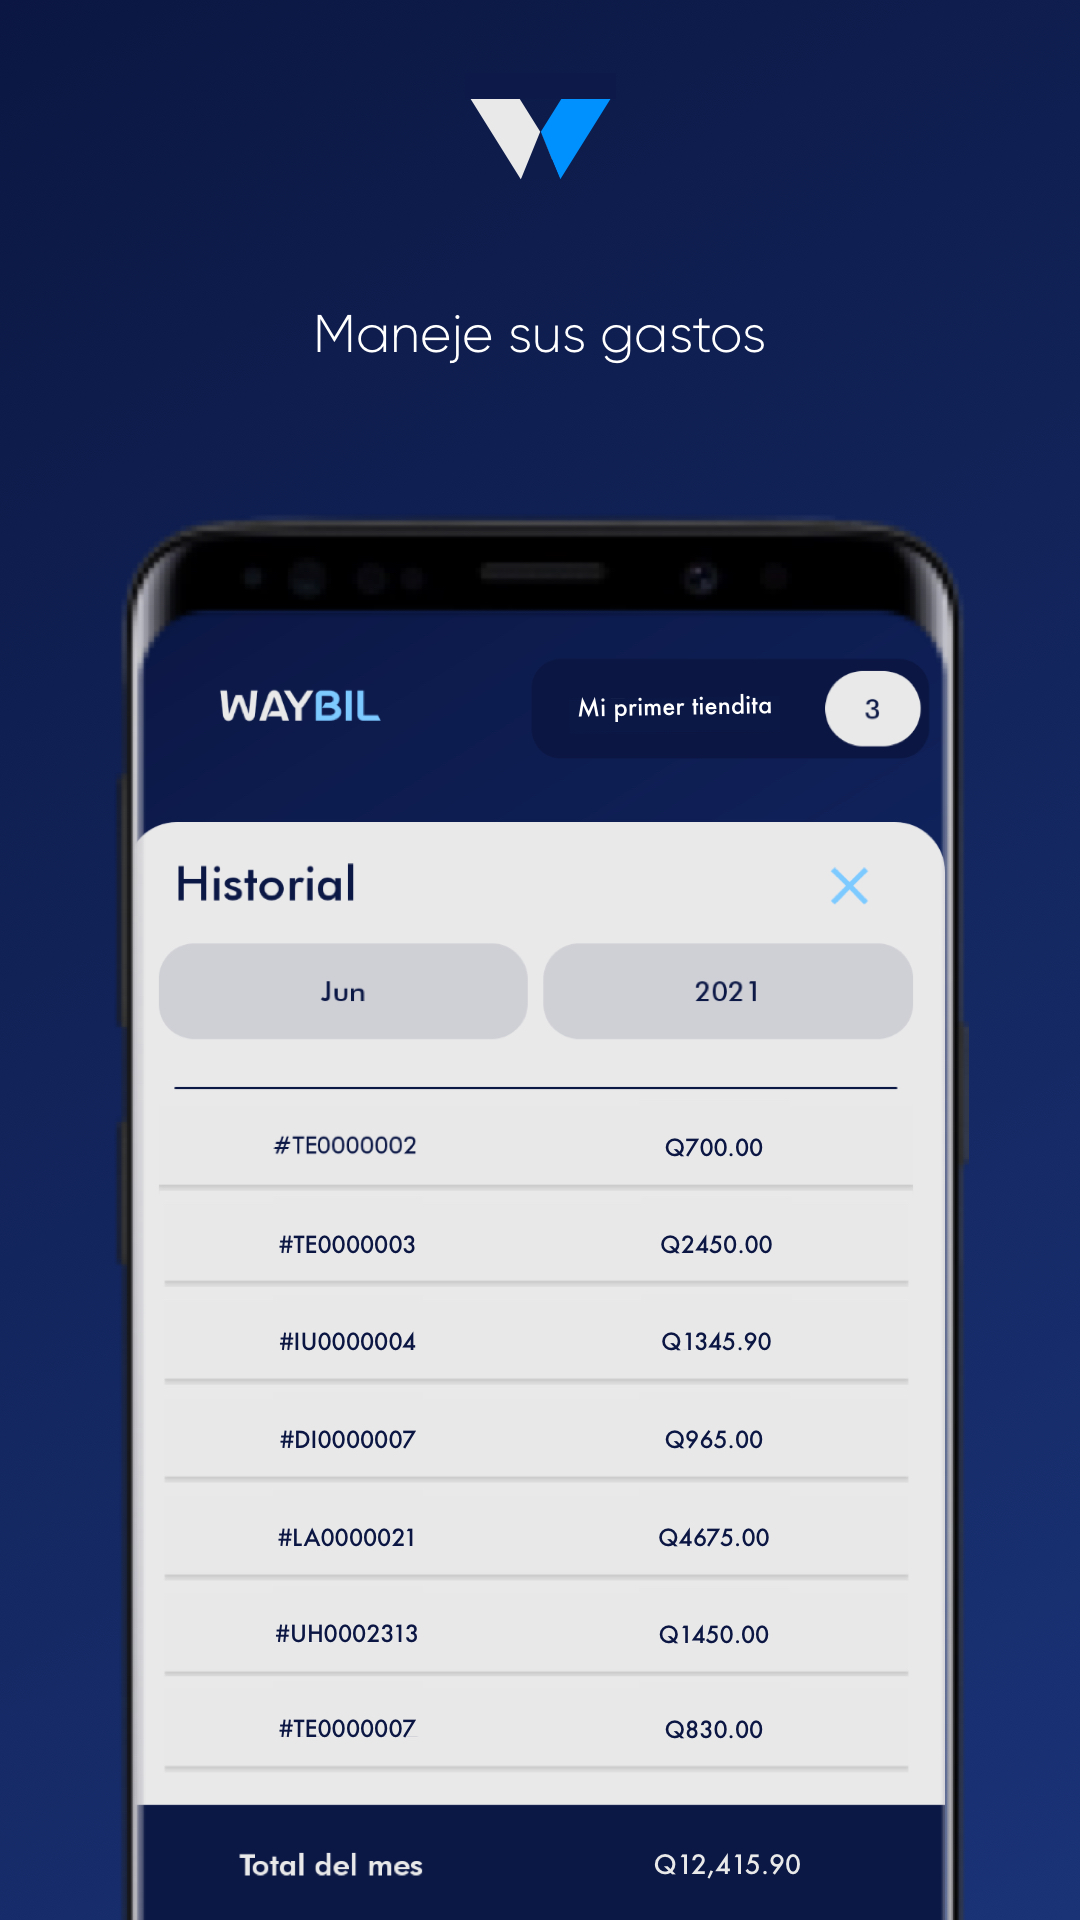 Maneje sus gastos
WAYBIL
Mi primer tiendita
3
Historial
Jun
2021
#TE0000002 Q700.00
#TE0000003 Q2450.00
#IU0000004 Q1345.90
#DI0000007 Q965.00
#LA0000021 Q4675.00
#UH0002313 Q1450.00
#TE0000007 Q830.00
Total del mes Q12,415.90